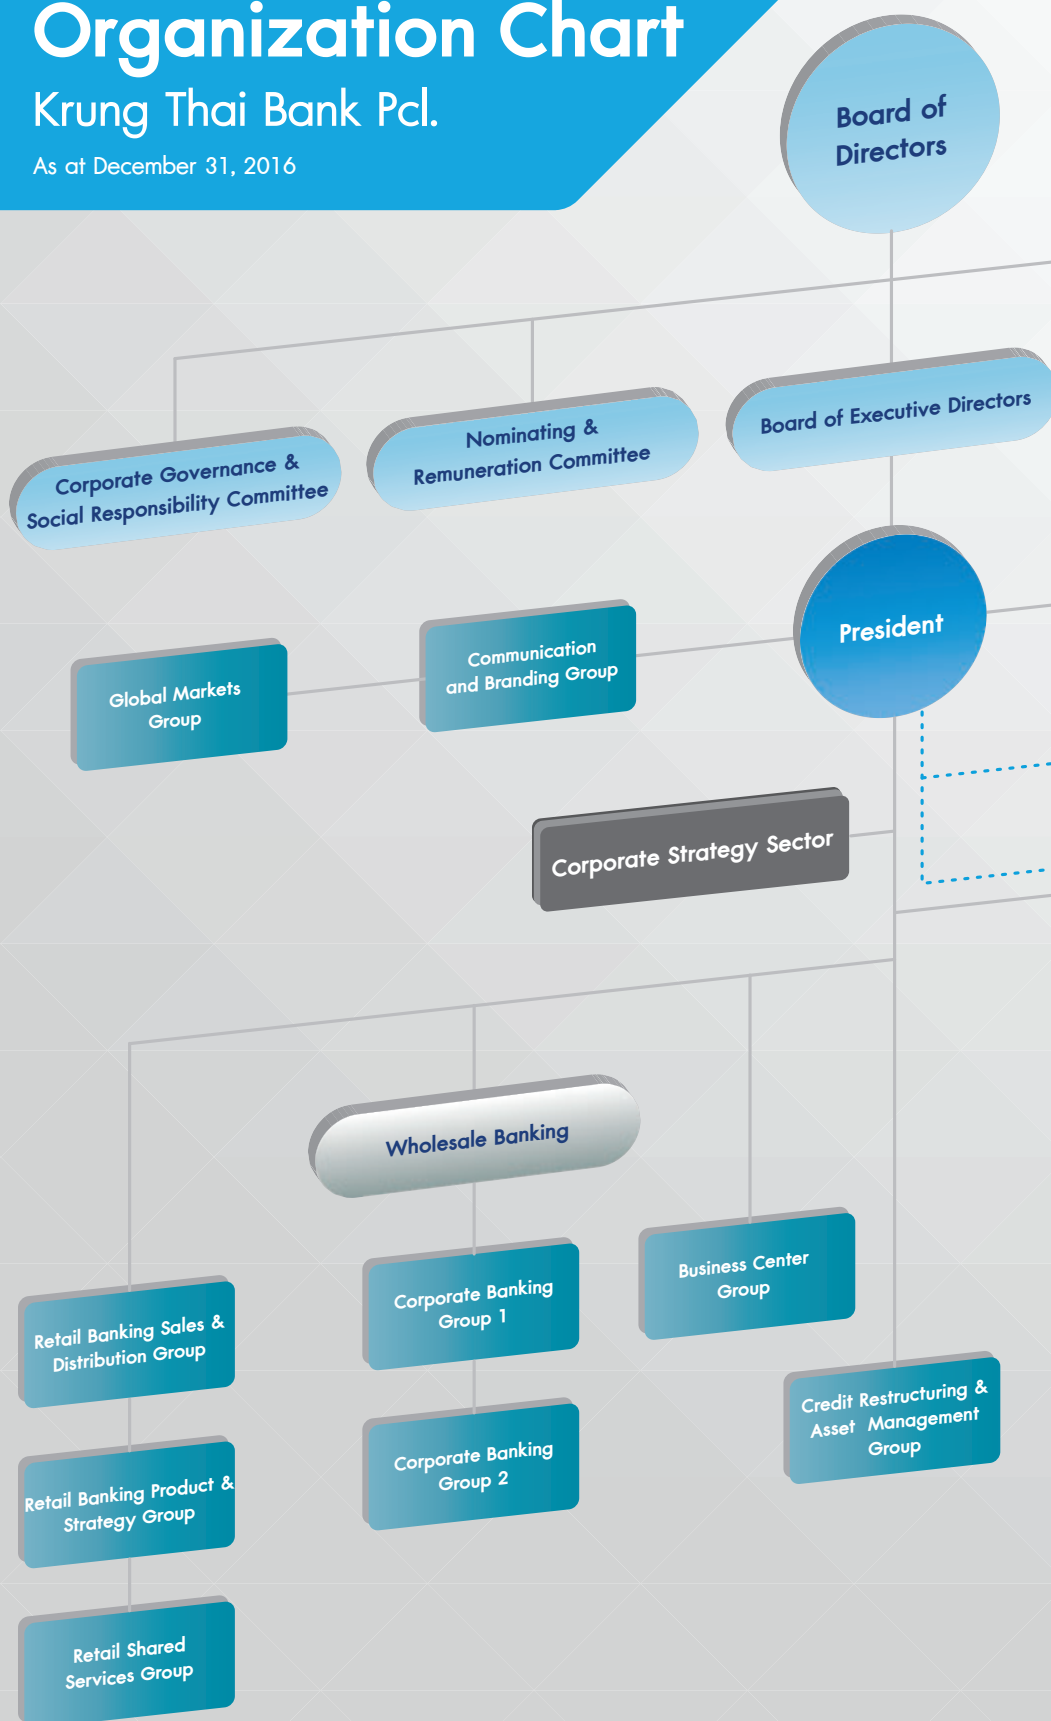 Organization Chart
Krung Thai Bank Pcl.
As at December 31, 2016
Board of
Directors
Corporate Governance &
Social Responsibility Committee
Nominating &
Remuneration Committee
Board of Executive Directors
President
Global Markets
Group
Communication
and Branding Group
Corporate Strategy Sector
Wholesale Banking
Retail Banking Sales &
Distribution Group
Corporate Banking
Group 1
Business Center
Group
Credit Restructuring &
Asset Management
Group
Retail Banking Product &
Strategy Group
Corporate Banking
Group 2
Retail Shared
Services Group